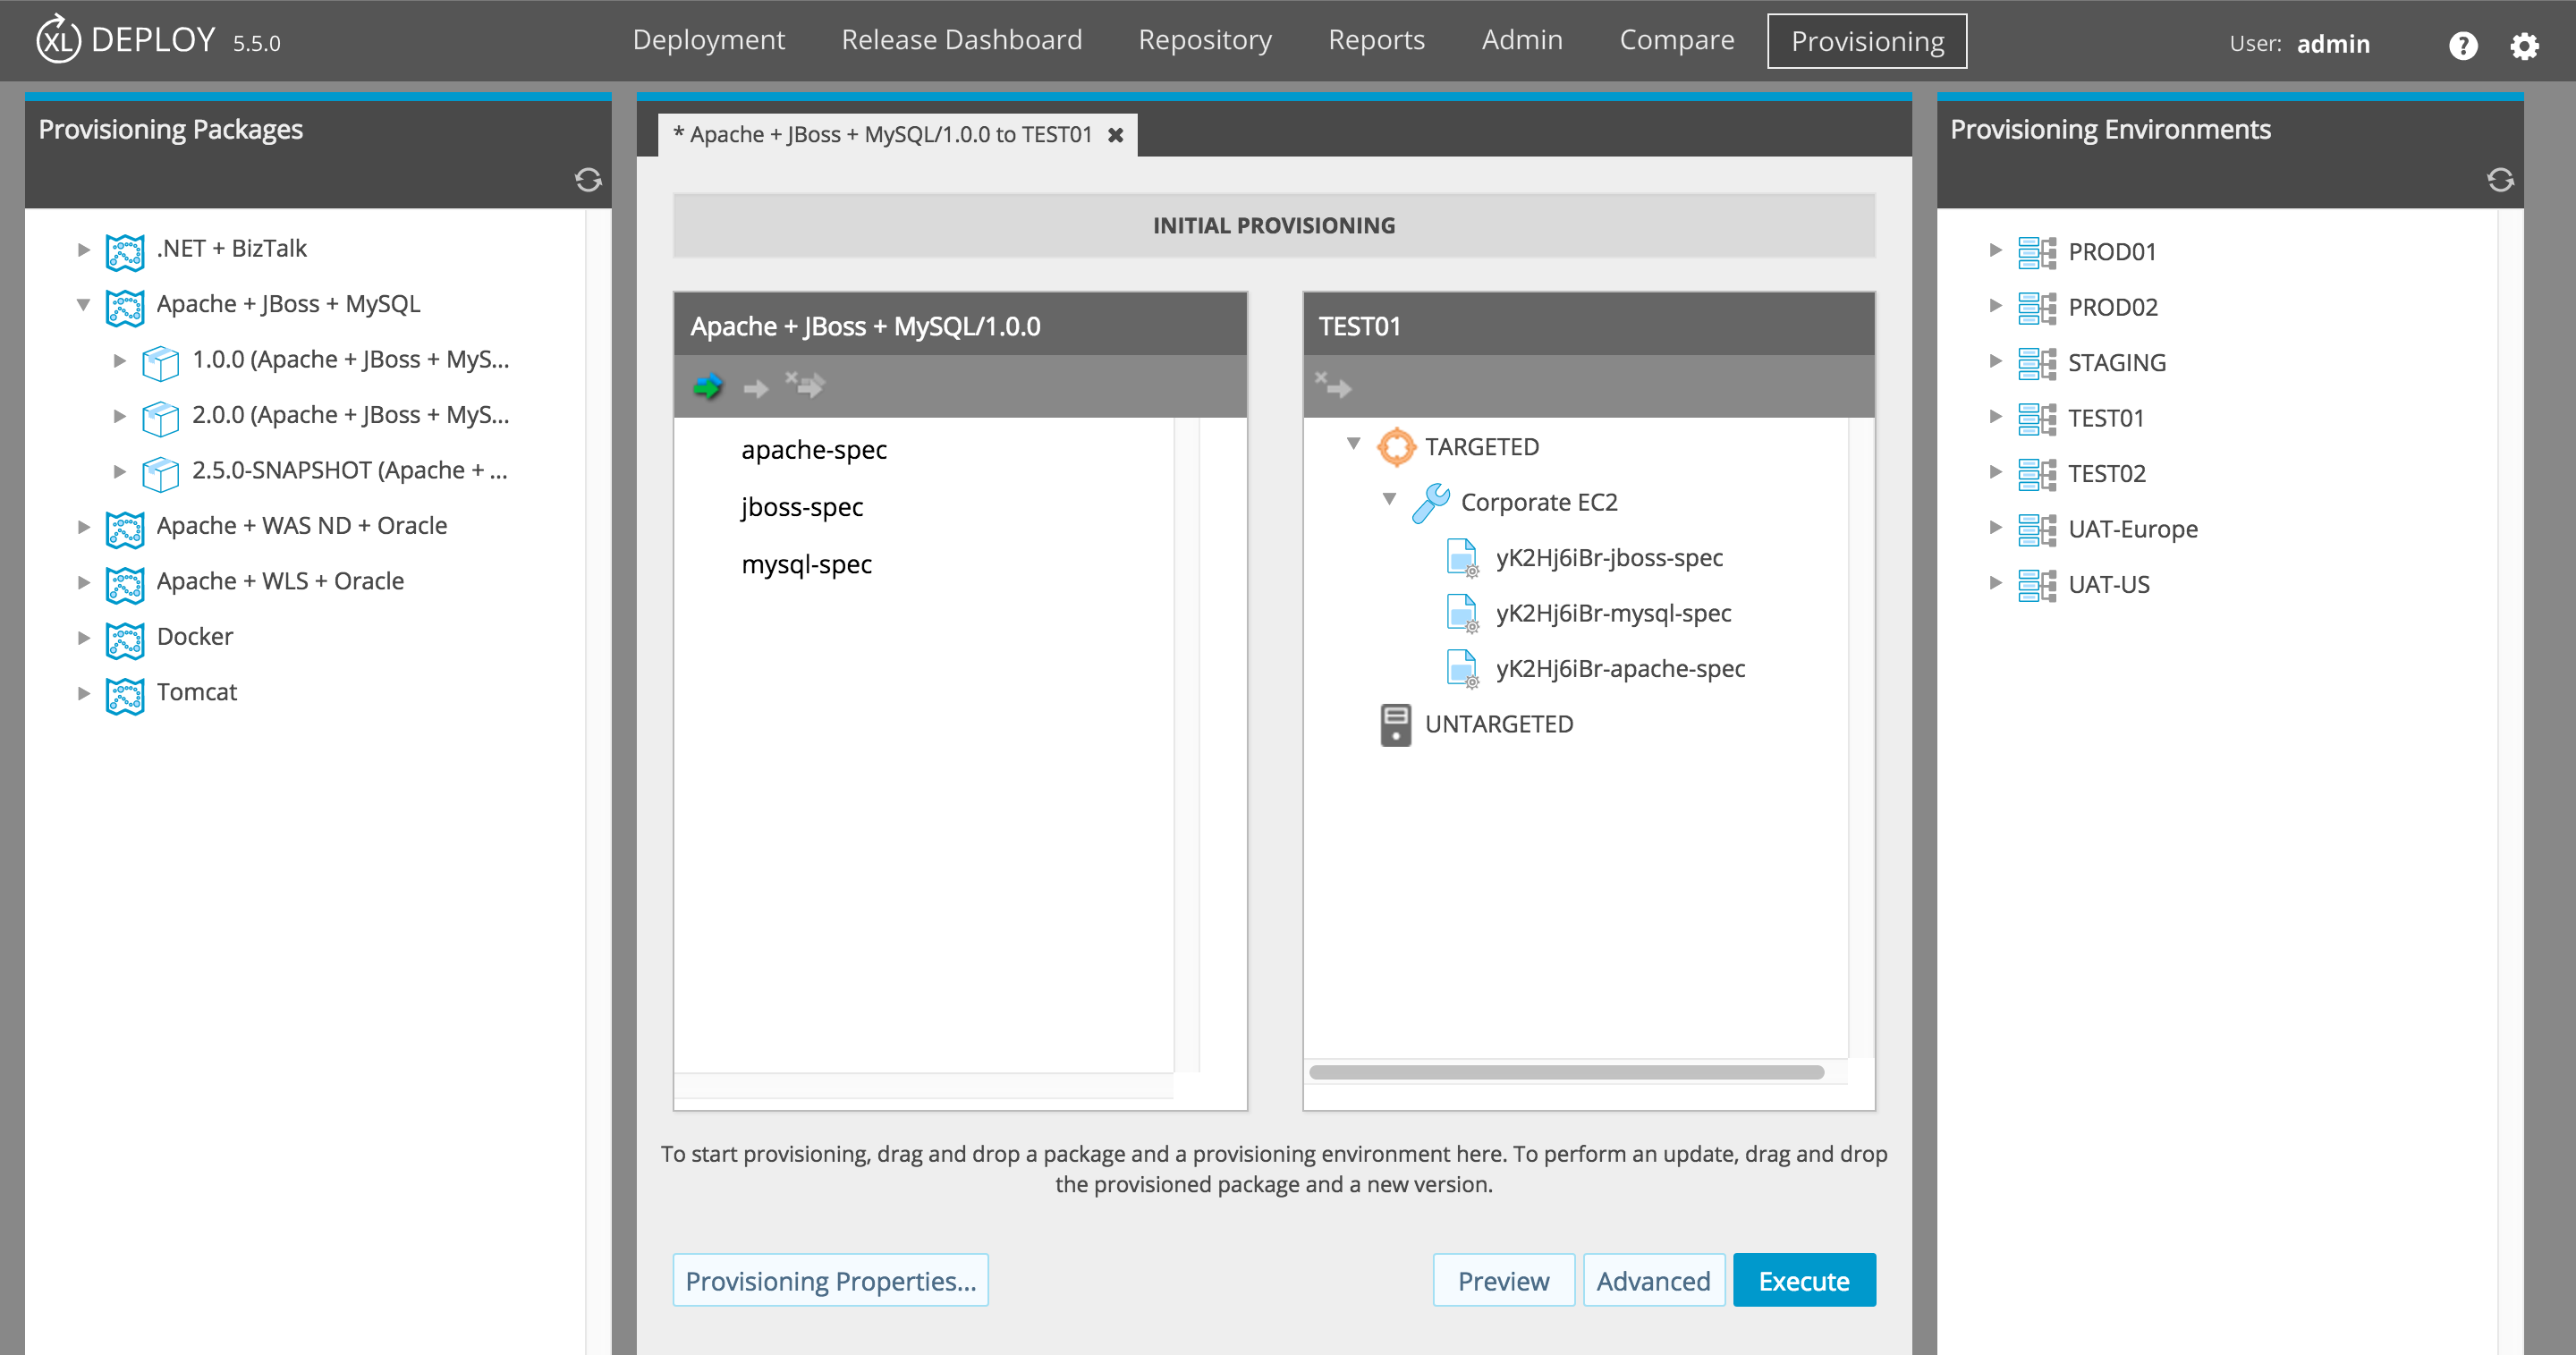 XL DEPLOY 5.5.0
Deployment
Release Dashboard
Repository
Reports
Admin
Compare
Provisioning
User: admin
?
Provisioning Packages
.NET + BizTalk
Apache + JBoss + MySQL
1.0.0 (Apache + JBoss + MyS...
2.0.0 (Apache + JBoss + MyS...
2.5.0-SNAPSHOT (Apache + ...
Apache + WAS ND + Oracle
Apache + WLS + Oracle
Docker
Tomcat
* Apache + JBoss + MySQL/1.0.0 to TEST01
INITIAL PROVISIONING
Apache + JBoss + MySQL/1.0.0
apache-spec
jboss-spec
mysql-spec
TEST01
TARGETED
Corporate EC2
yK2Hj6iBr-jboss-spec
yK2Hj6iBr-mysql-spec
yK2Hj6iBr-apache-spec
UNTARGETED
To start provisioning, drag and drop a package and a provisioning environment here. To perform an update, drag and drop
the provisioned package and a new version.
Provisioning Properties...
Preview
Advanced
Execute
Provisioning Environments
PROD01
PROD02
STAGING
TEST01
TEST02
UAT-Europe
UAT-US